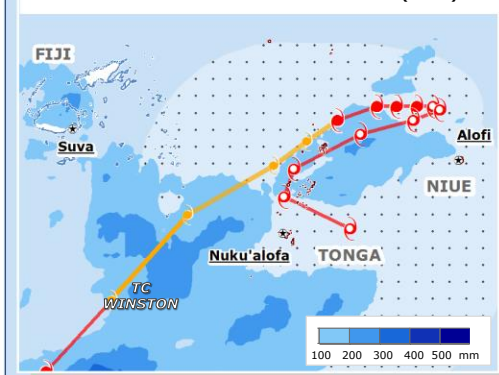 FIJI
Suva
Alofi
NIUE
Nuku'alofa
TONGA
TC
WINSTON
100 200 300 400 500 mm